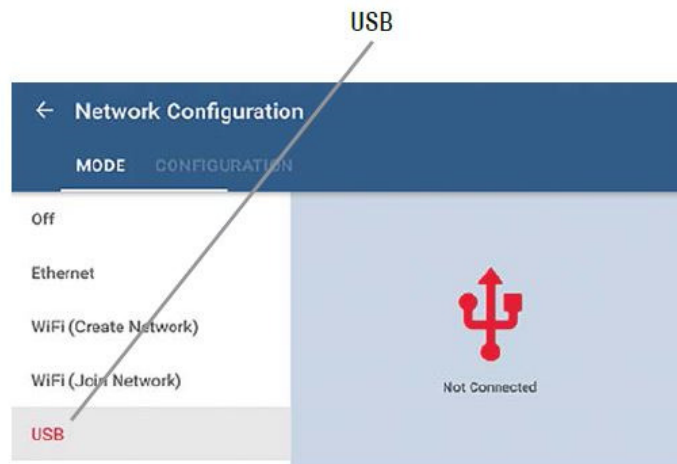 USB
← Network Configuration
MODE CONFIGURATION
Off
Ethernet
WiFi (Create Network)
WiFi (Join Network)
USB
Not Connected